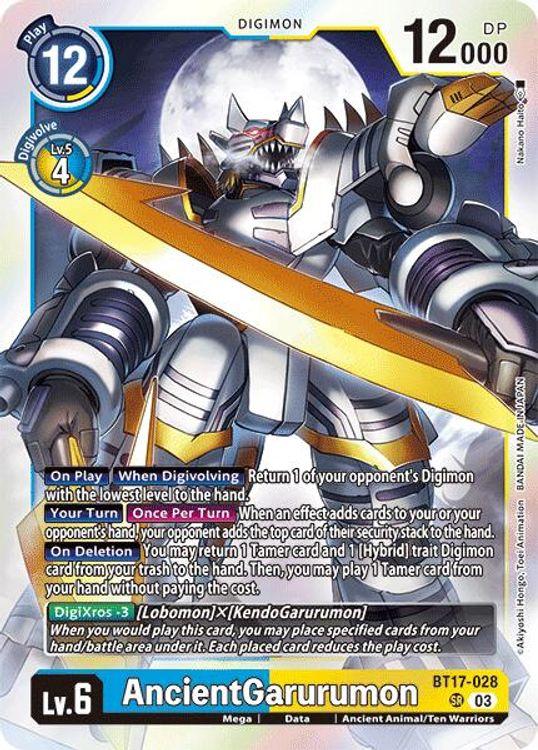 DIGIMON
Play
12
DP
12000
Digivolve
Lv.5
4
Nakano Haito
On Play When Digivolving Return 1 of your opponent's Digimon
with the lowest level to the hand.
Your Turn Once Per Turn When an effect adds cards to your or your
opponent's hand, your opponent adds the top card of their security stack to the hand.
On Deletion You may return 1 Tamer card and 1 [Hybrid] trait Digimon
card from your trash to the hand. Then, you may play 1 Tamer card from
your hand without paying the cost.
DigiXros -3 [Lobomon]×[KendoGarurumon]
When you would play this card, you may place specified cards from your
hand/battle area under it. Each placed card reduces the play cost.
©Akiyoshi Hongo, Toei Animation BANDAI MADE IN JAPAN
BT17-028
Lv.6 AncientGarurumon SR 03
Mega | Data | Ancient Animal/Ten Warriors